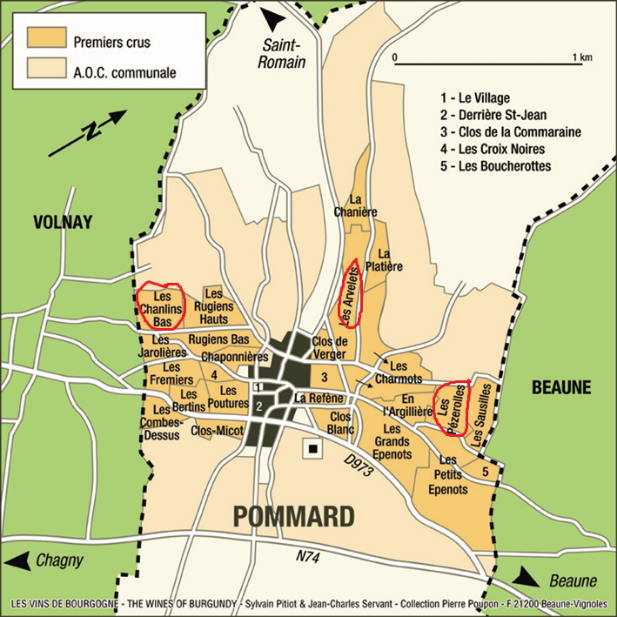 Premiers crus
A.O.C. communale
Saint-
Romain
0
1 km
1 - Le Village
2 - Derrière St-Jean
3 - Clos de la Commaraine
4 - Les Croix Noires
5 - Les Boucherottes
N
VOLNAY
La
Chanière
La
Platière
Les Arvelets
Les
Chanlins
Bas
Les
Rugiens
Hauts
Rugiens Bas
Clos de
Verger
Les
Jarolières
Chaponnières
Les
Charmots
BEAUNE
Les
Fremiers
4
3
1
Les
Poutures
La Refène
En
l'Argillière
Les
Pézerolles
Les Sausilles
Les
Bertins
2
Les
Combes-
Dessus
Clos-Micot
Clos
Blanc
Les
Grands
Epenots
Les
Petits
Epenots
5
D973
POMMARD
N74
Chagny
Beaune
LES VINS DE BOURGOGNE - THE WINES OF BURGUNDY - Sylvain Pitiot & Jean-Charles Servant - Collection Pierre Poupon - F 21200 Beaune-Vignoles